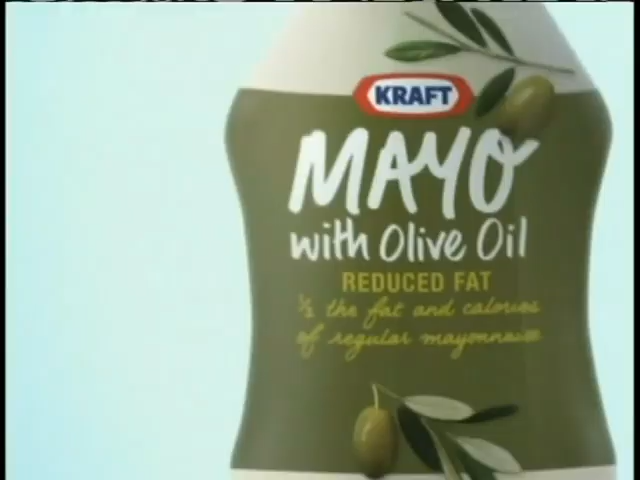 KRAFT
MAYO
with Olive Oil
REDUCED FAT
½ the fat and calories
of regular mayonnaise